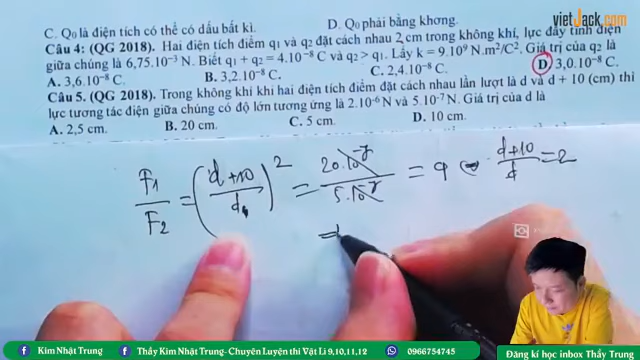 vietJack.com
C. Q₀ là điện tích có thể có dấu bất kì. D. Q₀ phải bằng không.
Câu 4: (QG 2018). Hai điện tích điểm q₁ và q₂ đặt cách nhau 2 cm trong không khí, lực đẩy tĩnh điện
giữa chúng là 6,75.10⁻³ N. Biết q₁ + q₂ = 4.10⁻⁸ C và q₂ > q₁. Lấy k = 9.10⁹ N.m²/C². Giá trị của q₂ là
A. 3,6.10⁻⁸ C. B. 3,2.10⁻⁸ C. C. 2,4.10⁻⁸ C. D. 3,0.10⁻⁸ C.
Câu 5. (QG 2018). Trong không khí khi hai điện tích điểm đặt cách nhau lần lượt là d và d + 10 (cm) thì
lực tương tác điện giữa chúng có độ lớn tương ứng là 2.10⁻⁶ N và 5.10⁻⁷ N. Giá trị của d là
A. 2,5 cm. B. 20 cm. C. 5 cm. D. 10 cm.
F₁/F₂ = (d+10/d)² = 20.10⁻⁷/5.10⁻⁷ = 4 d+10/d = 2
Kim Nhật Trung Thầy Kim Nhật Trung- Chuyên Luyện thi Vật Lí 9,10,11,12 0966754745 Đăng kí học inbox Thầy Trung